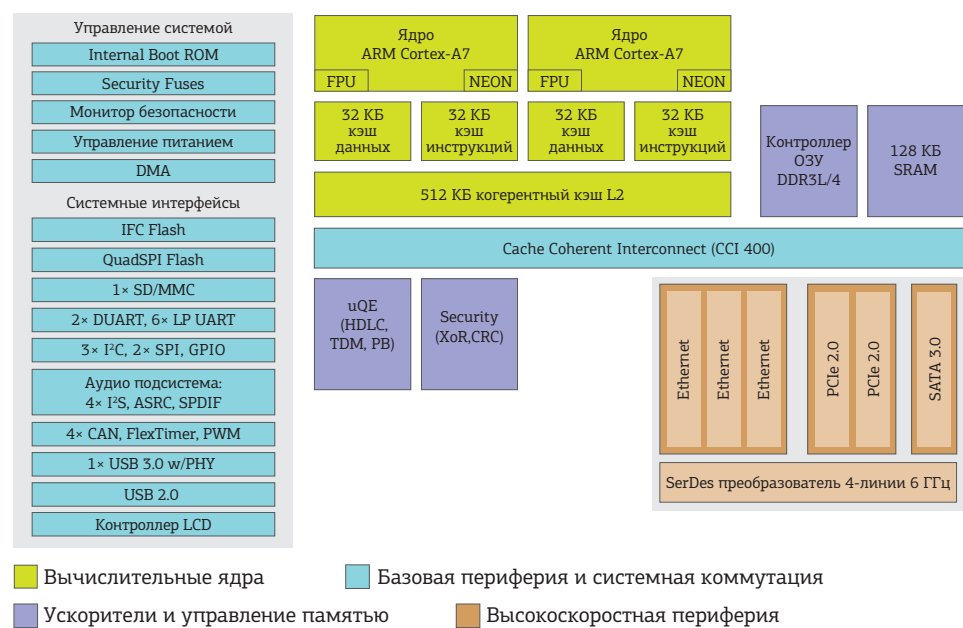 Управление системой
Internal Boot ROM
Security Fuses
Монитор безопасности
Управление питанием
DMA
Системные интерфейсы
IFC Flash
QuadSPI Flash
1× SD/MMC
2× DUART, 6× LP UART
3× I²C, 2× SPI, GPIO
Аудио подсистема:
4× I²S, ASRC, SPDIF
4× CAN, FlexTimer, PWM
1× USB 3.0 w/PHY
USB 2.0
Контроллер LCD
Ядро
ARM Cortex-A7
FPU
NEON
Ядро
ARM Cortex-A7
FPU
NEON
32 КБ
кэш
данных
32 КБ
кэш
инструкций
32 КБ
кэш
данных
32 КБ
кэш
инструкций
512 КБ когерентный кэш L2
Контроллер
ОЗУ
DDR3L/4
128 КБ
SRAM
Cache Coherent Interconnect (CCI 400)
uQE
(HDLC,
TDM, PB)
Security
(XoR,CRC)
Ethernet
Ethernet
Ethernet
PCIe 2.0
PCIe 2.0
SATA 3.0
SerDes преобразователь 4-линии 6 ГГц
Вычислительные ядра
Базовая периферия и системная коммутация
Ускорители и управление памятью
Высокоскоростная периферия